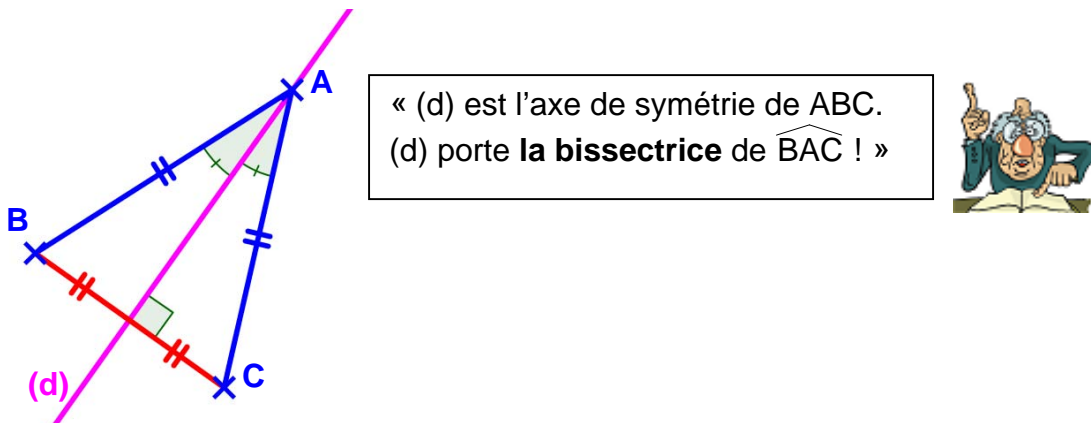 A
« (d) est l’axe de symétrie de ABC.
(d) porte la bissectrice de BAC ! »
B
C
(d)